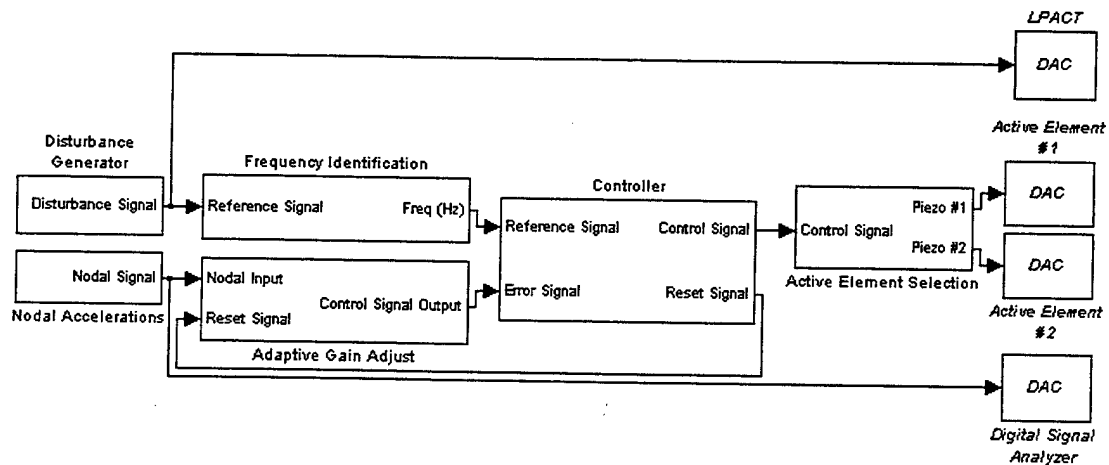 LPACT
DAC
Active Element
#1
Disturbance
Generator
Frequency Identification
Controller
Disturbance Signal
Reference Signal
Freq (Hz)
Reference Signal
Control Signal
Control Signal
Piezo #1
Piezo #2
DAC
DAC
Nodal Signal
Nodal Input
Control Signal Output
Error Signal
Reset Signal
Active Element Selection
Nodal Accelerations
Reset Signal
Adaptive Gain Adjust
Active Element
#2
DAC
Digital Signal
Analyzer